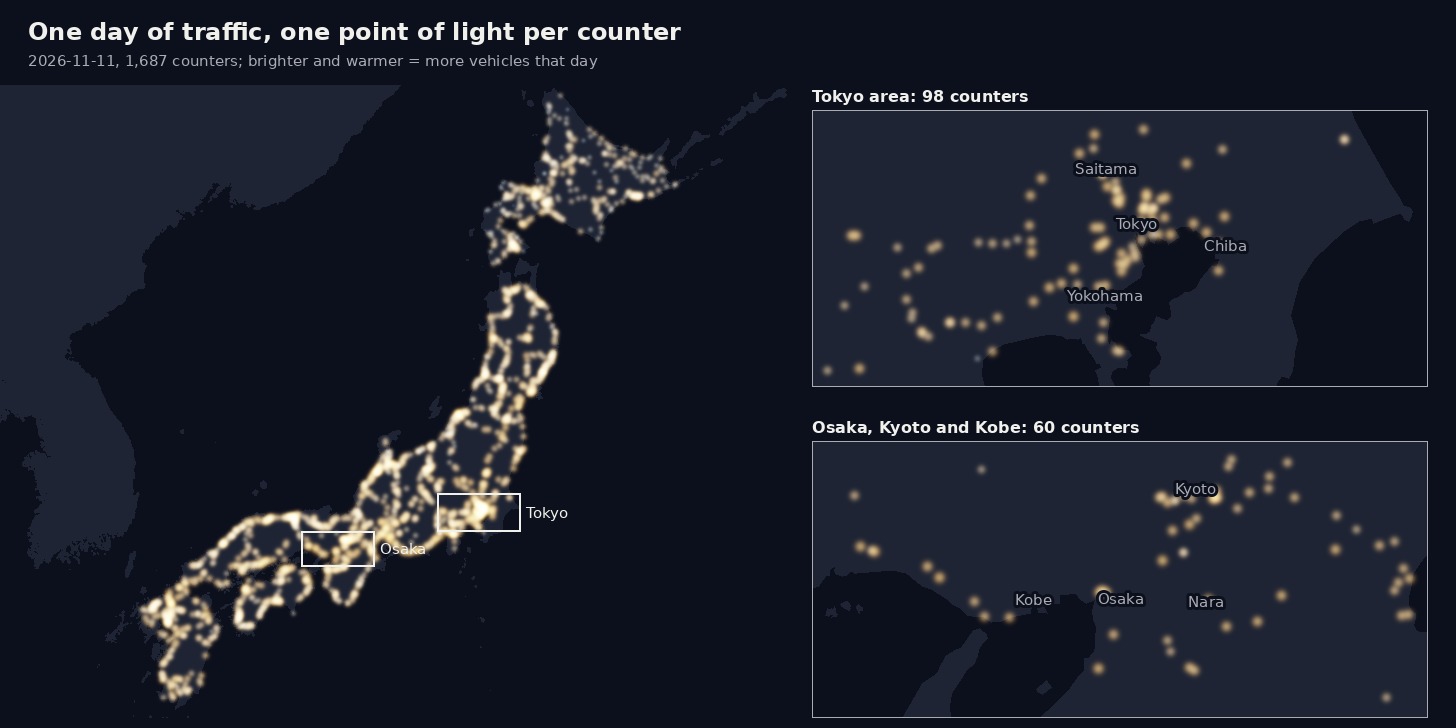 One day of traffic, one point of light per counter
2026-11-11, 1,687 counters; brighter and warmer = more vehicles that day
Tokyo
Osaka
Tokyo area: 98 counters
Saitama
Tokyo
Chiba
Yokohama
Osaka, Kyoto and Kobe: 60 counters
Kyoto
Kobe
Osaka
Nara